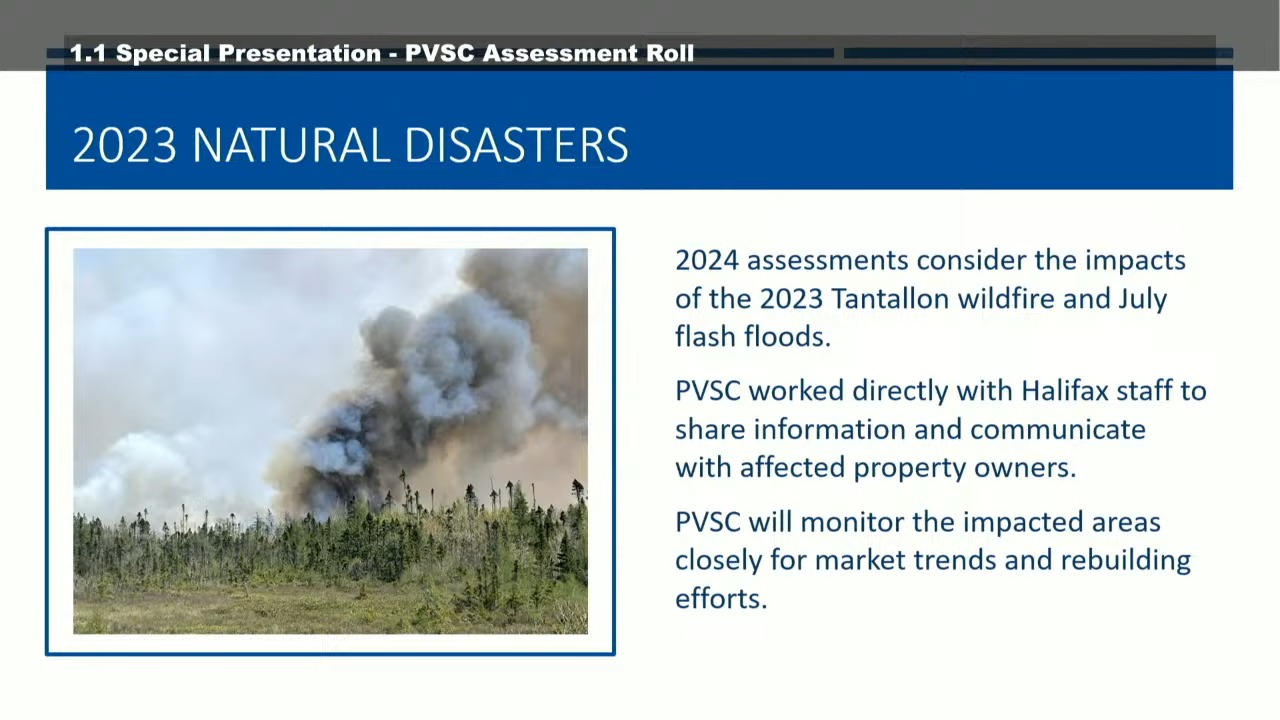 1.1 Special Presentation - PVSC Assessment Roll
2023 NATURAL DISASTERS
2024 assessments consider the impacts
of the 2023 Tantallon wildfire and July
flash floods.
PVSC worked directly with Halifax staff to
share information and communicate
with affected property owners.
PVSC will monitor the impacted areas
closely for market trends and rebuilding
efforts.